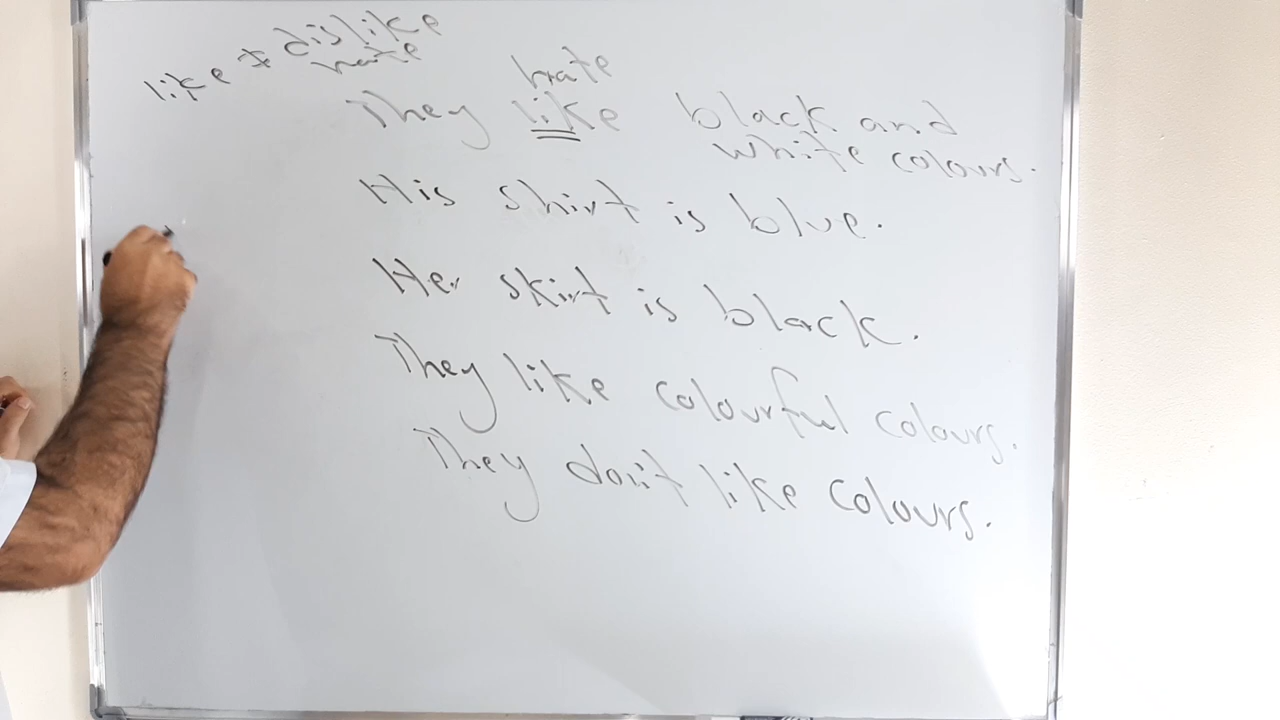 like ≠ dislike
hate
hate
They like black and
white colours.
His shirt is blue.
Her skirt is black.
They like colourful colours.
They don't like colours.